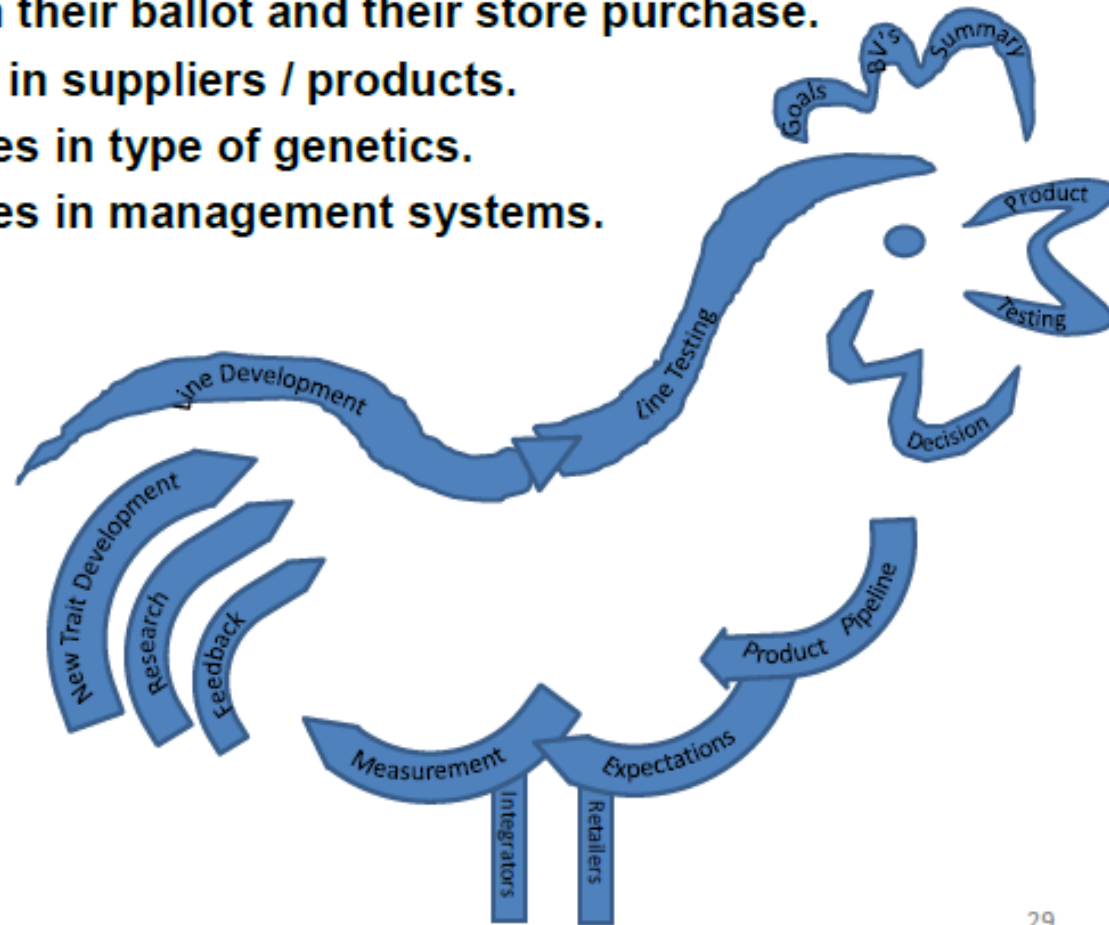 their ballot and their store purchase.
in suppliers / products.
es in type of genetics.
es in management systems.
Goals
BV's
Summary
Product
Testing
Decision
Line Testing
Line Development
New Trait Development
Research
Feedback
Product Pipeline
Expectations
Measurement
Integrators
Retailers
29